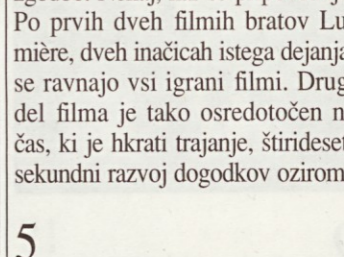 Po prvih dveh filmih bratov Lu
mière, dveh inačicah istega dejanja
se ravnajo vsi igrani filmi. Drug
del filma je tako osredotočen n
čas, ki je hkrati trajanje, štirideset
sekundni razvoj dogodkov ozirom
5